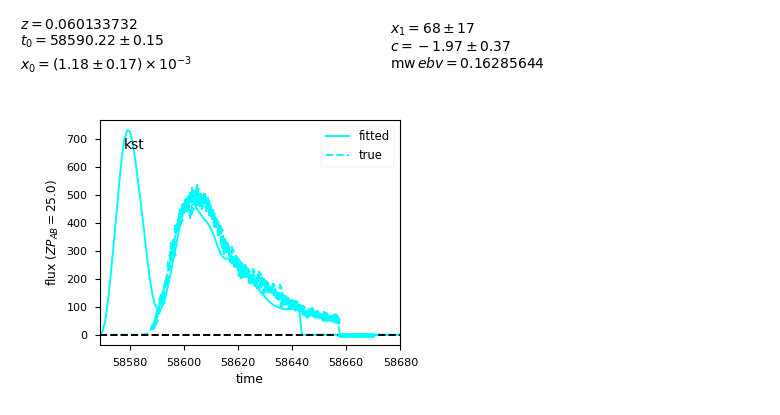 z = 0.060133732
t₀ = 58590.22 ± 0.15
x₀ = (1.18 ± 0.17) × 10⁻³
x₁ = 68 ± 17
c = −1.97 ± 0.37
mw ebv = 0.16285644
kst
fitted
true
flux (ZP_AB = 25.0)
700
600
500
400
300
200
100
0
58580 58600 58620 58640 58660 58680
time